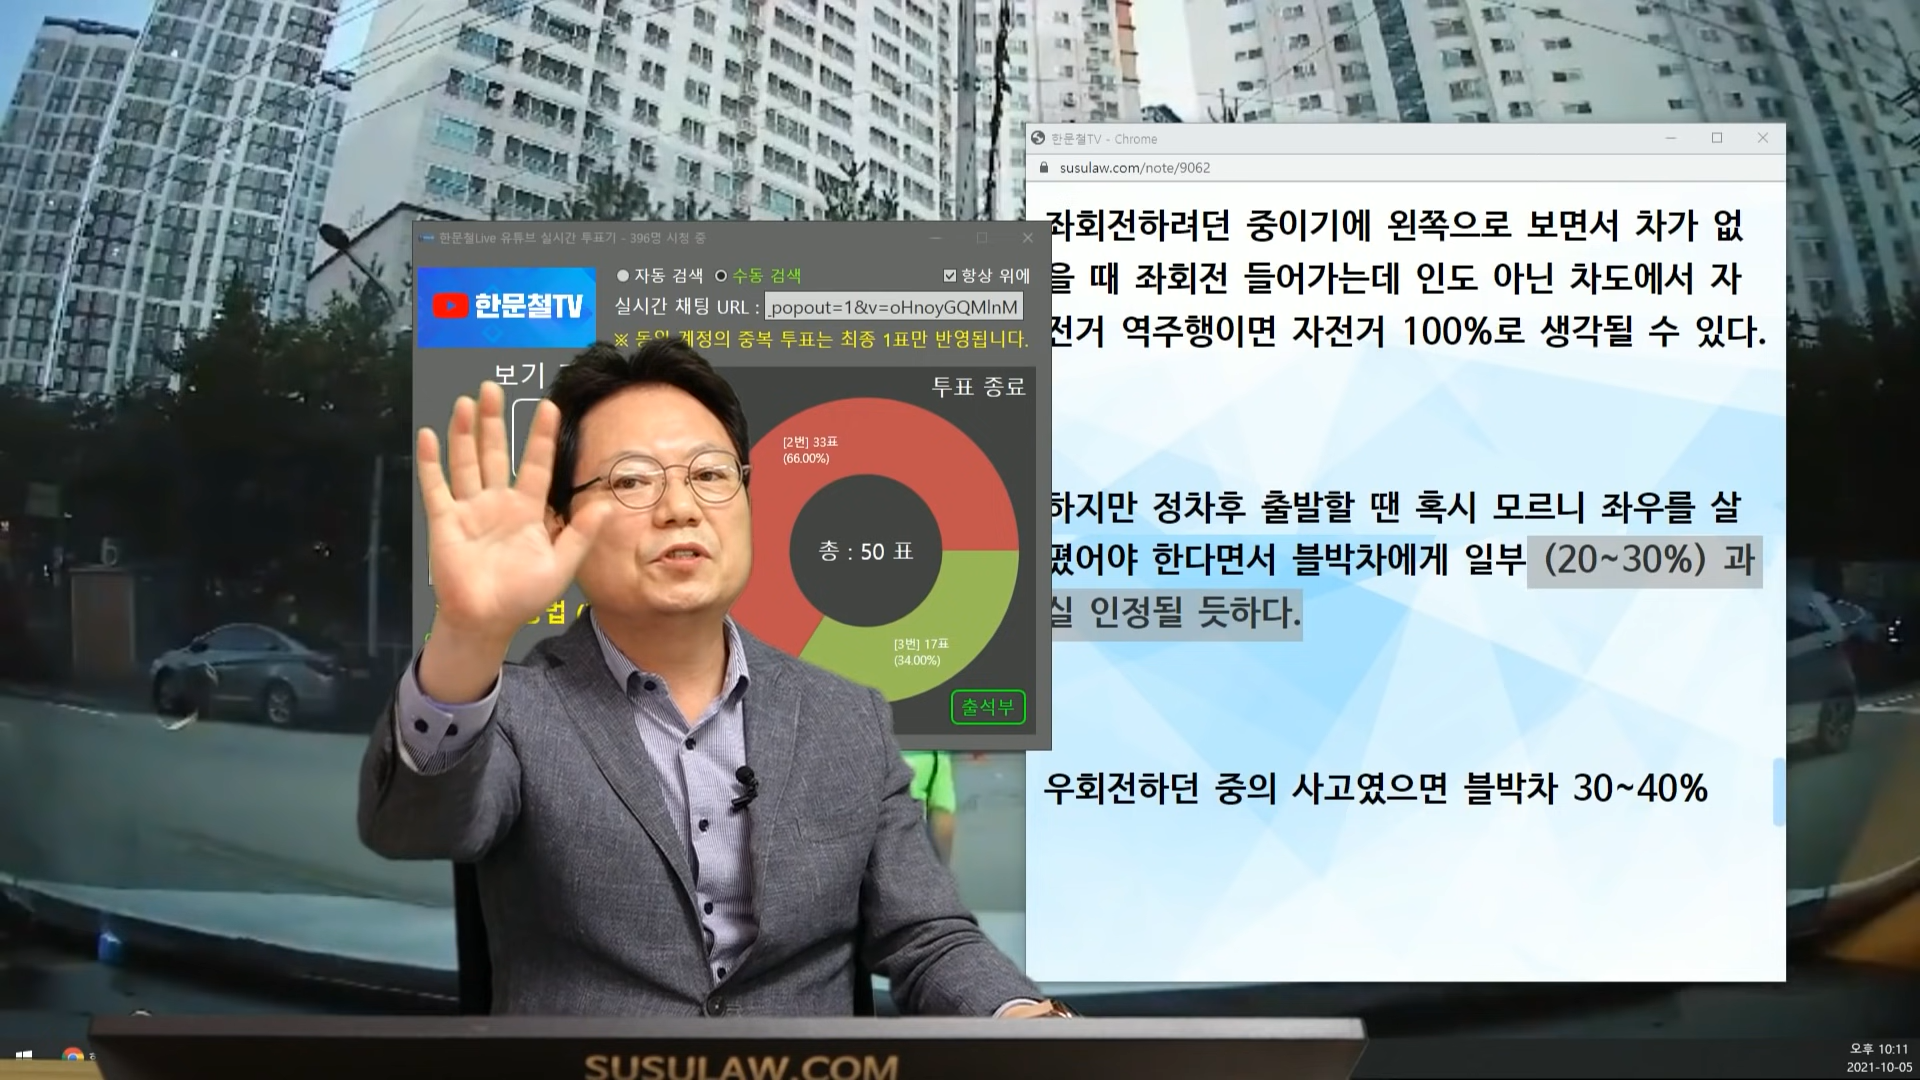 한문철TV - Chrome
susulaw.com/note/9062
좌회전하려던 중이기에 왼쪽으로 보면서 차가 없
을 때 좌회전 들어가는데 인도 아닌 차도에서 자
전거 역주행이면 자전거 100%로 생각될 수 있다.
하지만 정차후 출발할 땐 혹시 모르니 좌우를 살
폈어야 한다면서 블박차에게 일부 (20~30%) 과
실 인정될 듯하다.
우회전하던 중의 사고였으면 블박차 30~40%
한문철Live 유튜브 실시간 투표기 - 396명 시청 중
한문철TV
자동 검색 수동 검색 항상 위에
실시간 채팅 URL : _popout=1&v=oHnoyGQMlnM
※ 동일 계정의 중복 투표는 최종 1표만 반영됩니다.
보기
투표 종료
[2번] 33표
(66.00%)
총 : 50 표
[3번] 17표
(34.00%)
출석부
SUSULAW.COM
오후 10:11
2021-10-05